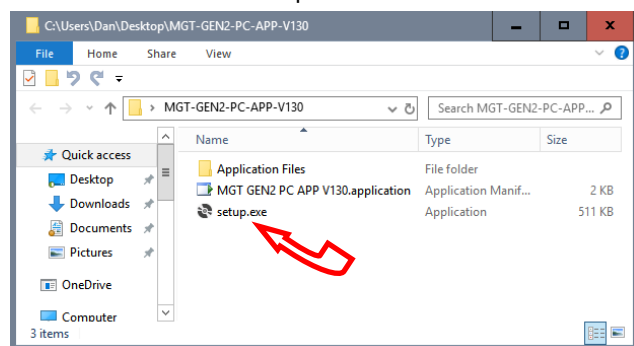 C:\Users\Dan\Desktop\MGT-GEN2-PC-APP-V130
File Home Share View
MGT-GEN2-PC-APP-V130 Search MGT-GEN2-PC-APP...
Name Type Size
Quick access
Desktop
Downloads
Documents
Pictures
OneDrive
Computer
Application Files File folder
MGT GEN2 PC APP V130.application Application Manif... 2 KB
setup.exe Application 511 KB
3 items